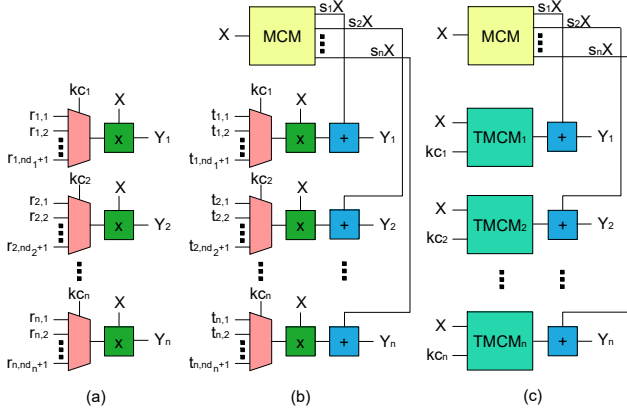 s₁X
s₂X
X
MCM
sₙX
s₁X
s₂X
X
MCM
sₙX
kc₁
X
r₁,₁
r₁,₂
r₁,nd₁+1
x
Y₁
kc₂
X
r₂,₁
r₂,₂
r₂,nd₂+1
x
Y₂
kcₙ
X
rₙ,₁
rₙ,₂
rₙ,ndₙ+1
x
Yₙ
(a)
kc₁
X
t₁,₁
t₁,₂
t₁,nd₁+1
x
+
Y₁
kc₂
X
t₂,₁
t₂,₂
t₂,nd₂+1
x
+
Y₂
kcₙ
X
tₙ,₁
tₙ,₂
tₙ,ndₙ+1
x
+
Yₙ
(b)
X
kc₁
TMCM₁
+
Y₁
X
kc₂
TMCM₂
+
Y₂
X
kcₙ
TMCMₙ
+
Yₙ
(c)